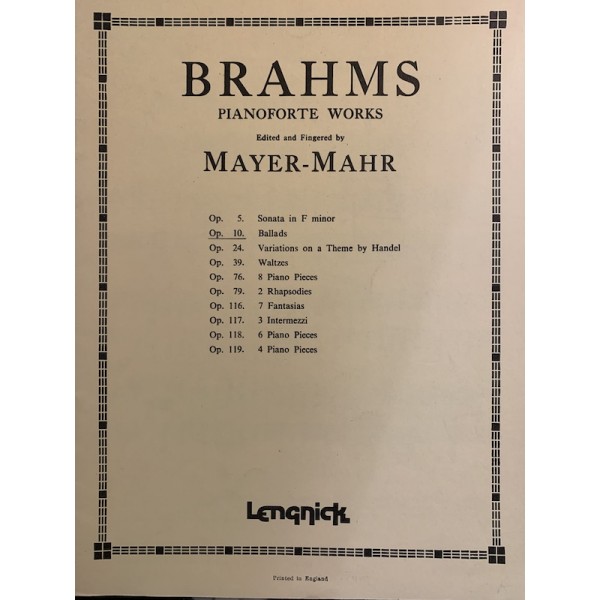 BRAHMS
PIANOFORTE WORKS
Edited and Fingered by
MAYER-MAHR
Op. 5. Sonata in F minor
Op. 10. Ballads
Op. 24. Variations on a Theme by Handel
Op. 39. Waltzes
Op. 76. 8 Piano Pieces
Op. 79. 2 Rhapsodies
Op. 116. 7 Fantasias
Op. 117. 3 Intermezzi
Op. 118. 6 Piano Pieces
Op. 119. 4 Piano Pieces
Lengnick
Printed in England